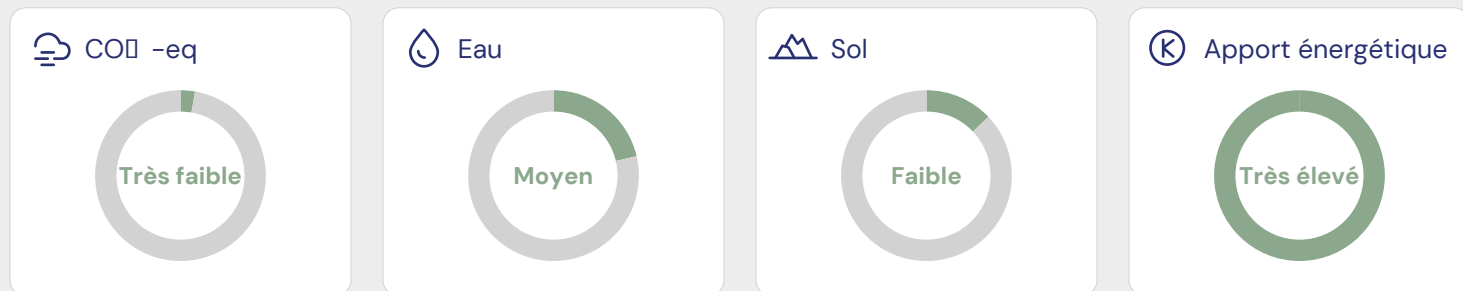 CO▯ -eq
Eau
Sol
Apport énergétique
Très faible
Moyen
Faible
Très élevé